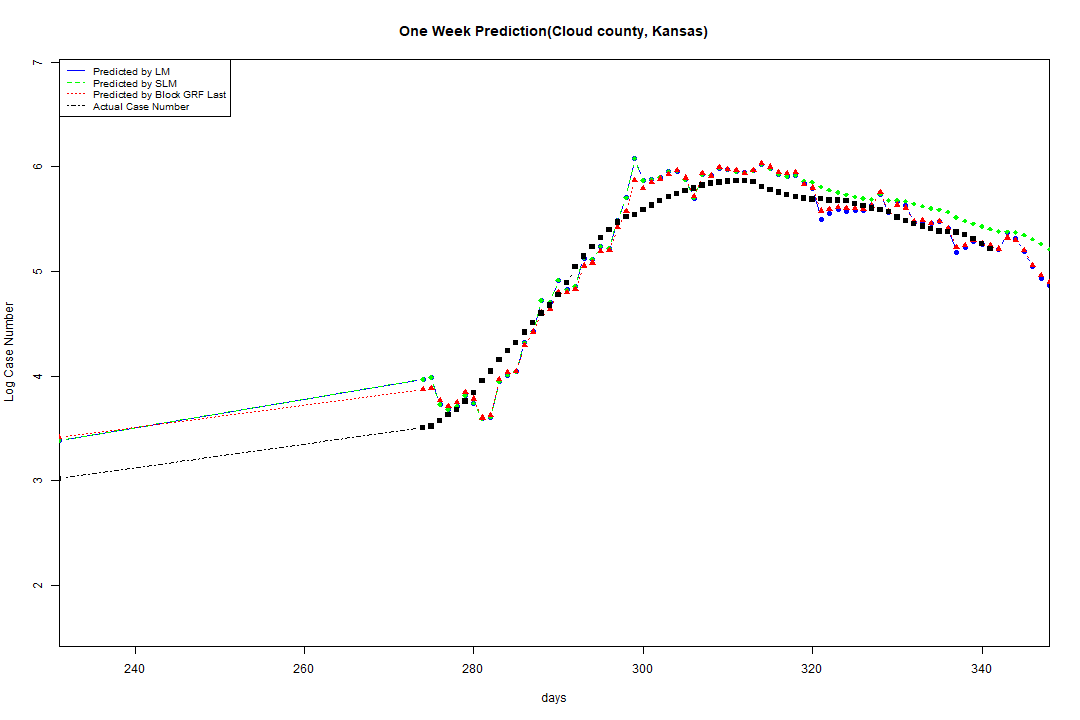 One Week Prediction(Cloud county, Kansas)
Predicted by LM
Predicted by SLM
Predicted by Block GRF Last
Actual Case Number
7
6
5
4
3
2
Log Case Number
240 260 280 300 320 340
days